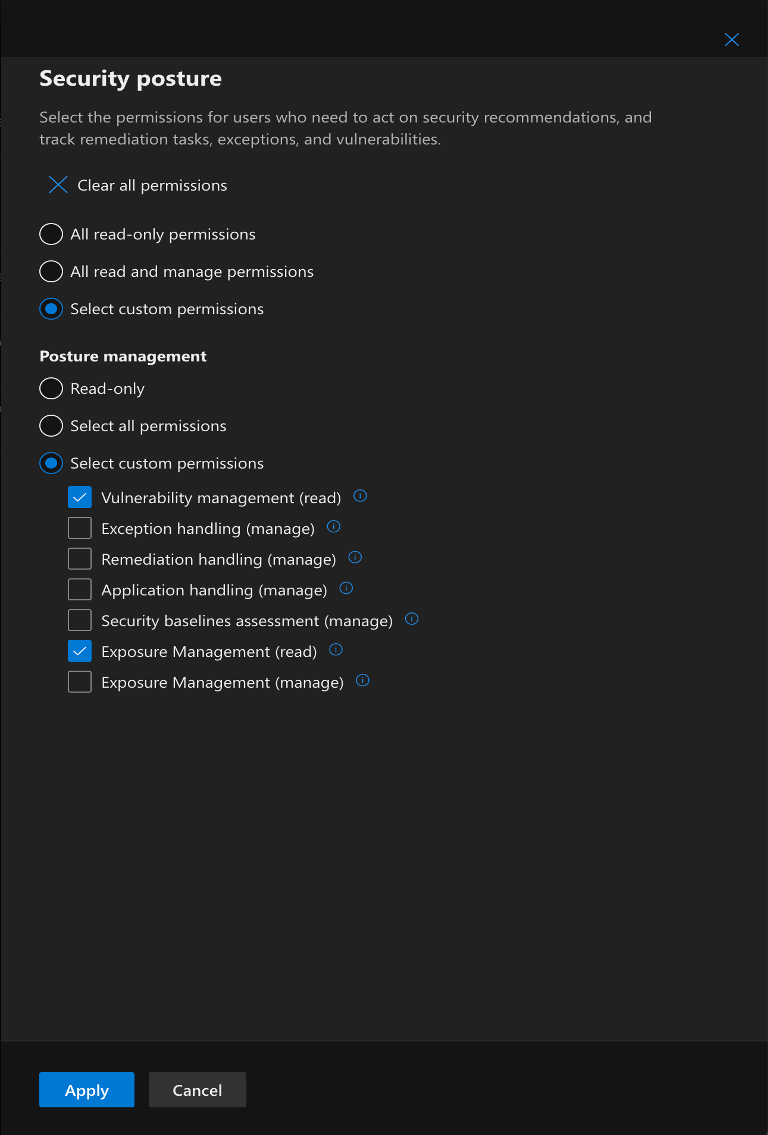 Security posture
Select the permissions for users who need to act on security recommendations, and
track remediation tasks, exceptions, and vulnerabilities.
Clear all permissions
All read-only permissions
All read and manage permissions
Select custom permissions
Posture management
Read-only
Select all permissions
Select custom permissions
Vulnerability management (read)
Exception handling (manage)
Remediation handling (manage)
Application handling (manage)
Security baselines assessment (manage)
Exposure Management (read)
Exposure Management (manage)
Apply Cancel